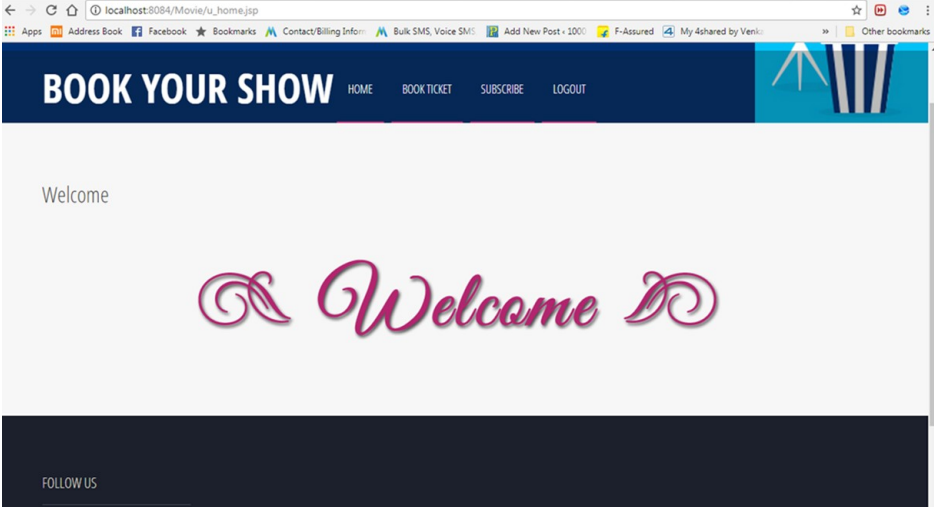 localhost:8084/Movie/u_home.jsp
Apps Address Book Facebook Bookmarks Contact/Billing Inform Bulk SMS, Voice SMS Add New Post ‹ 1000 F-Assured My 4shared by Venka » Other bookmarks
BOOK YOUR SHOW HOME BOOK TICKET SUBSCRIBE LOGOUT
Welcome
Welcome
FOLLOW US